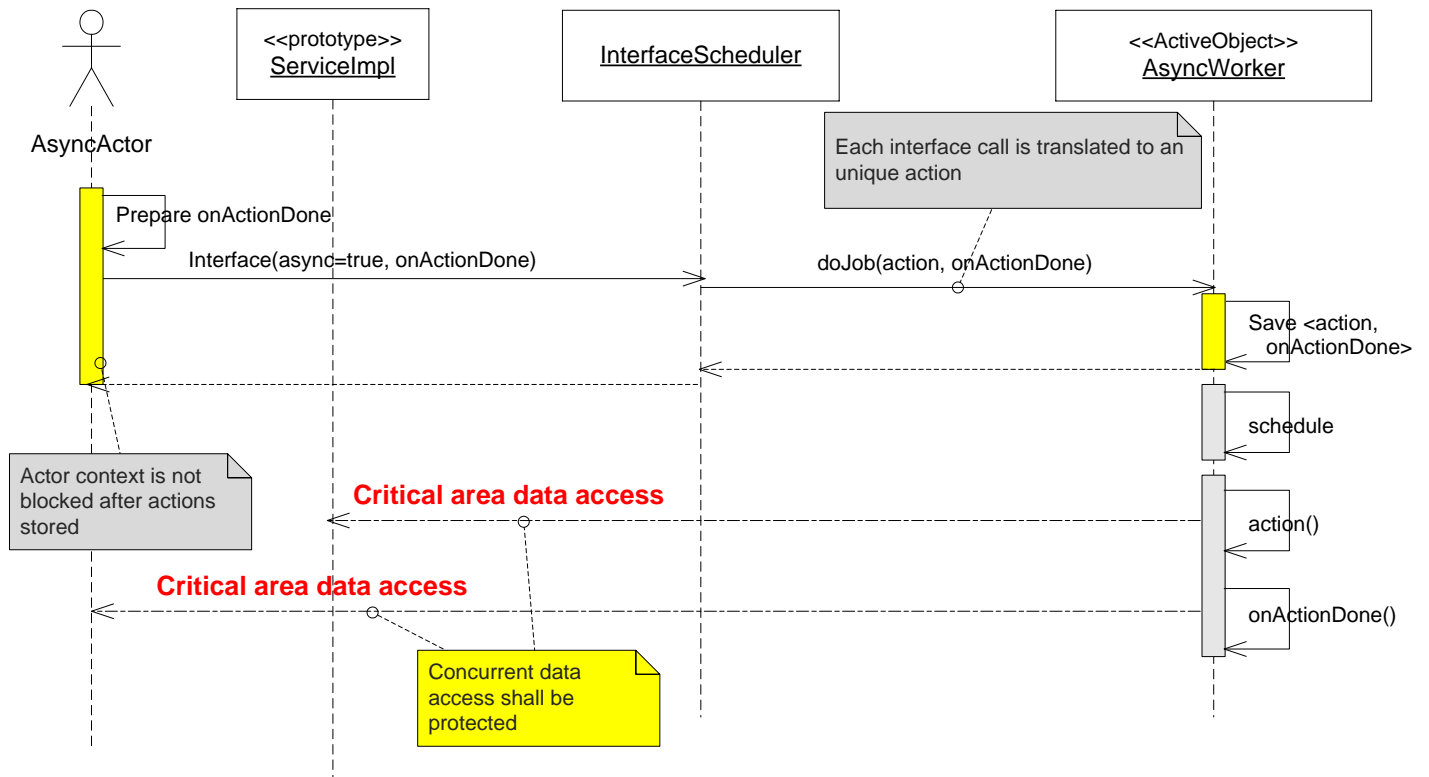 <<prototype>>
ServiceImpl
InterfaceScheduler
<<ActiveObject>>
AsyncWorker
AsyncActor
Each interface call is translated to an
unique action
Prepare onActionDone
Interface(async=true, onActionDone)
doJob(action, onActionDone)
Save <action,
onActionDone>
schedule
Actor context is not
blocked after actions
stored
Critical area data access
action()
Critical area data access
onActionDone()
Concurrent data
access shall be
protected